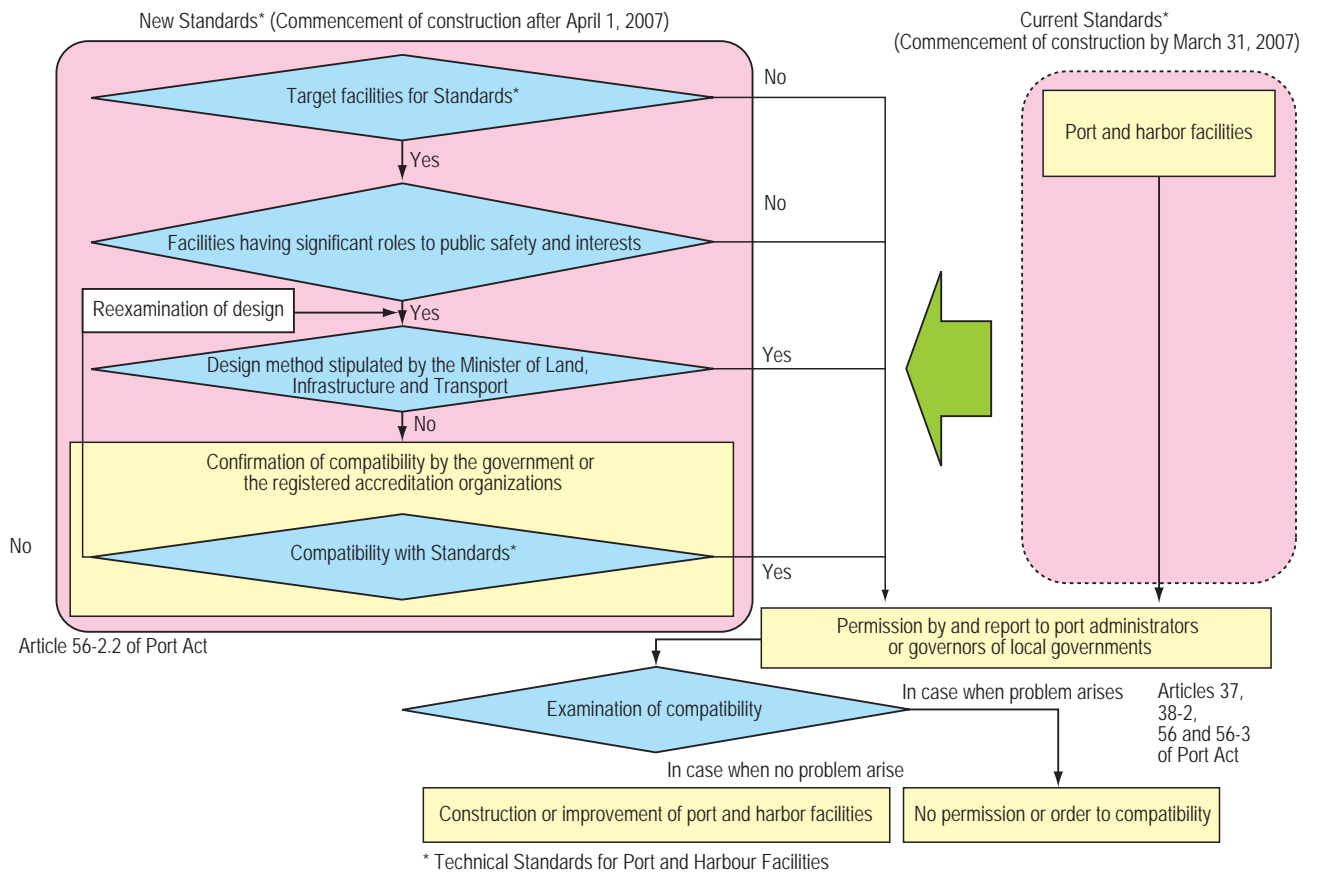 New Standards* (Commencement of construction after April 1, 2007)
Current Standards*
(Commencement of construction by March 31, 2007)
Target facilities for Standards*
No
Port and harbor facilities
Yes
Facilities having significant roles to public safety and interests
No
Reexamination of design
Yes
Design method stipulated by the Minister of Land,
Infrastructure and Transport
Yes
No
Confirmation of compatibility by the government or
the registered accreditation organizations
No
Compatibility with Standards*
Yes
Article 56-2.2 of Port Act
Permission by and report to port administrators
or governors of local governments
Examination of compatibility
In case when problem arises
Articles 37,
38-2,
56 and 56-3
of Port Act
In case when no problem arise
Construction or improvement of port and harbor facilities
No permission or order to compatibility
* Technical Standards for Port and Harbour Facilities